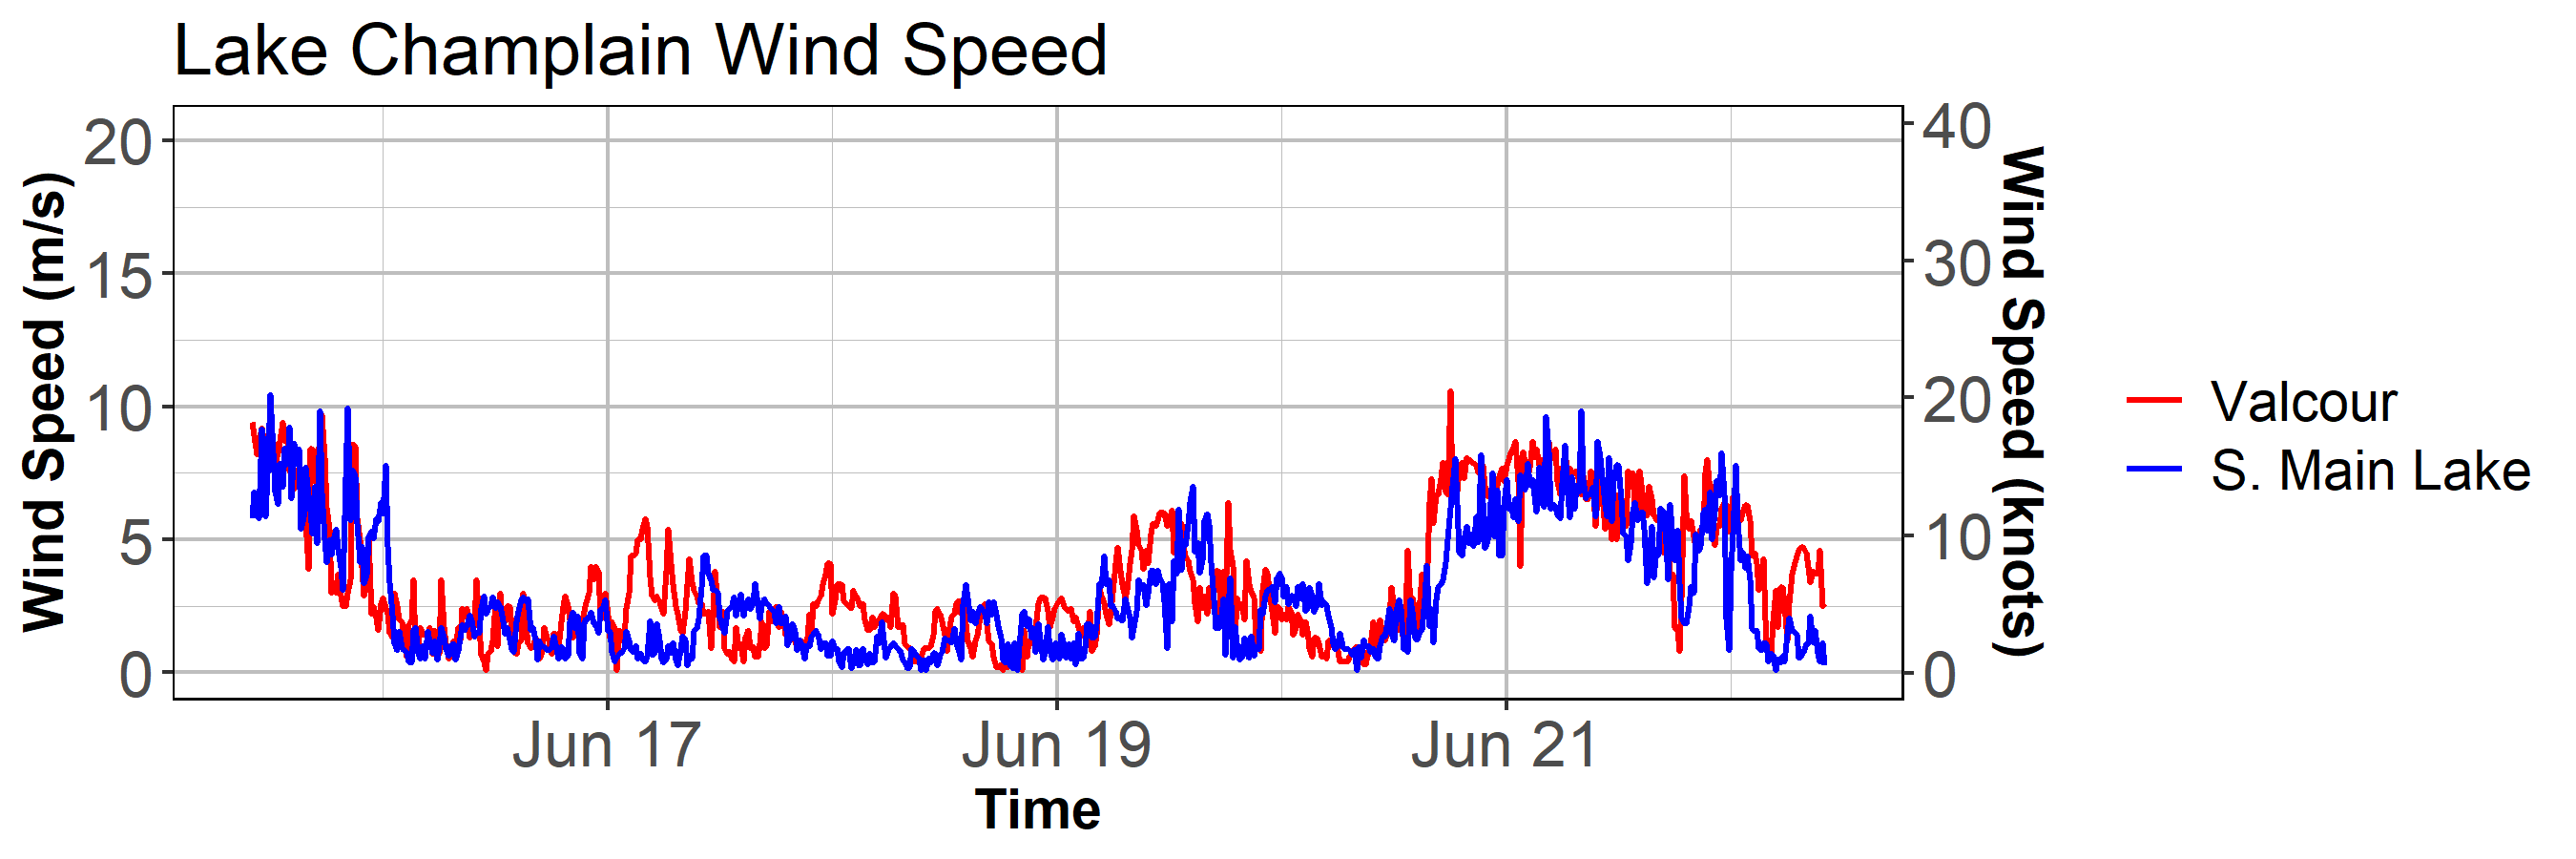 Lake Champlain Wind Speed
Wind Speed (m/s)
20
15
10
5
0
40
30
20
10
0
Wind Speed (knots)
Jun 17
Jun 19
Jun 21
Time
Valcour
S. Main Lake